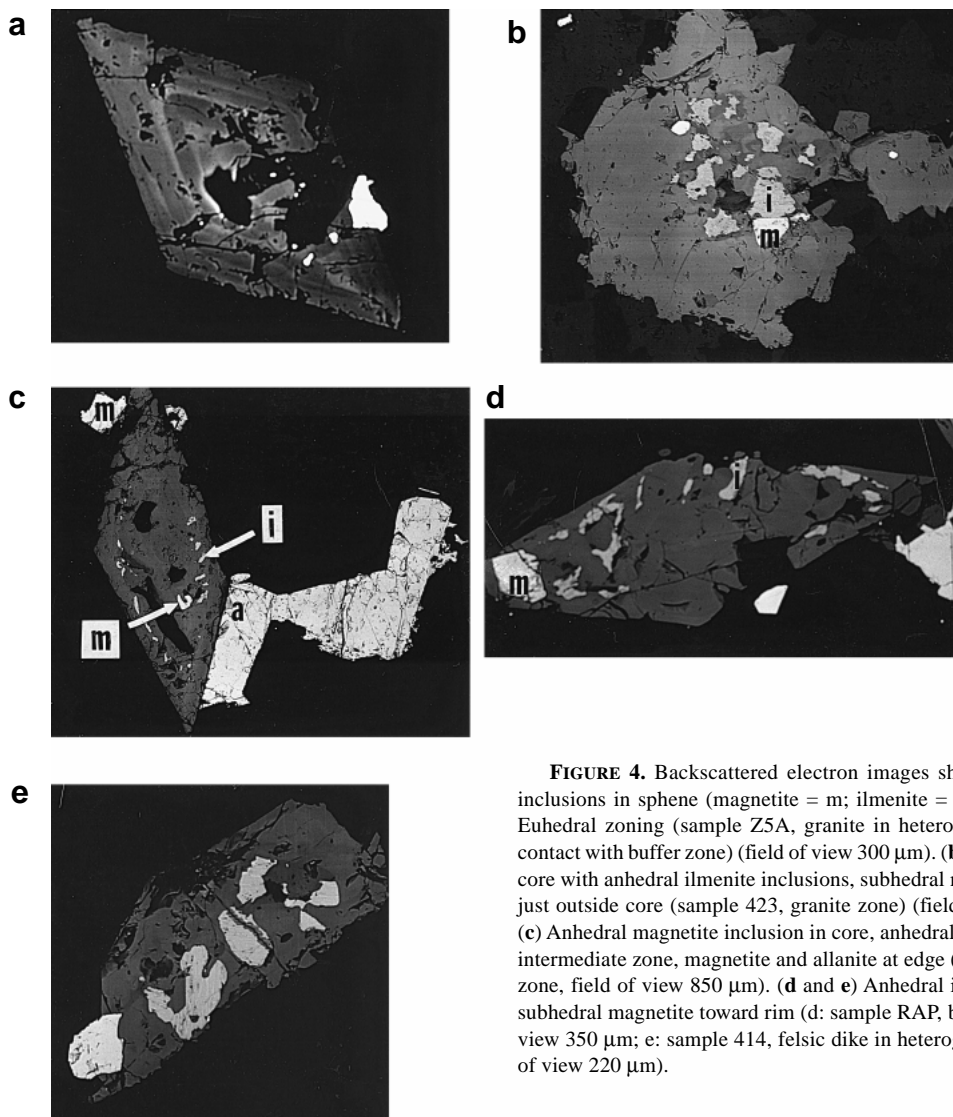 a
b
i
m
c
m
i
a
m
d
i
m
e
FIGURE 4. Backscattered electron images
inclusions in sphene (magnetite = m; ilmenite =
Euhedral zoning (sample Z5A, granite in
contact with buffer zone) (field of view 300 µm). (b
core with anhedral ilmenite inclusions, subhedral
just outside core (sample 423, granite zone) (field
(c) Anhedral magnetite inclusion in core, anhedral
intermediate zone, magnetite and allanite at edge (
zone, field of view 850 µm). (d and e) Anhedral
subhedral magnetite toward rim (d: sample RAP,
view 350 µm; e: sample 414, felsic dike in
of view 220 µm).